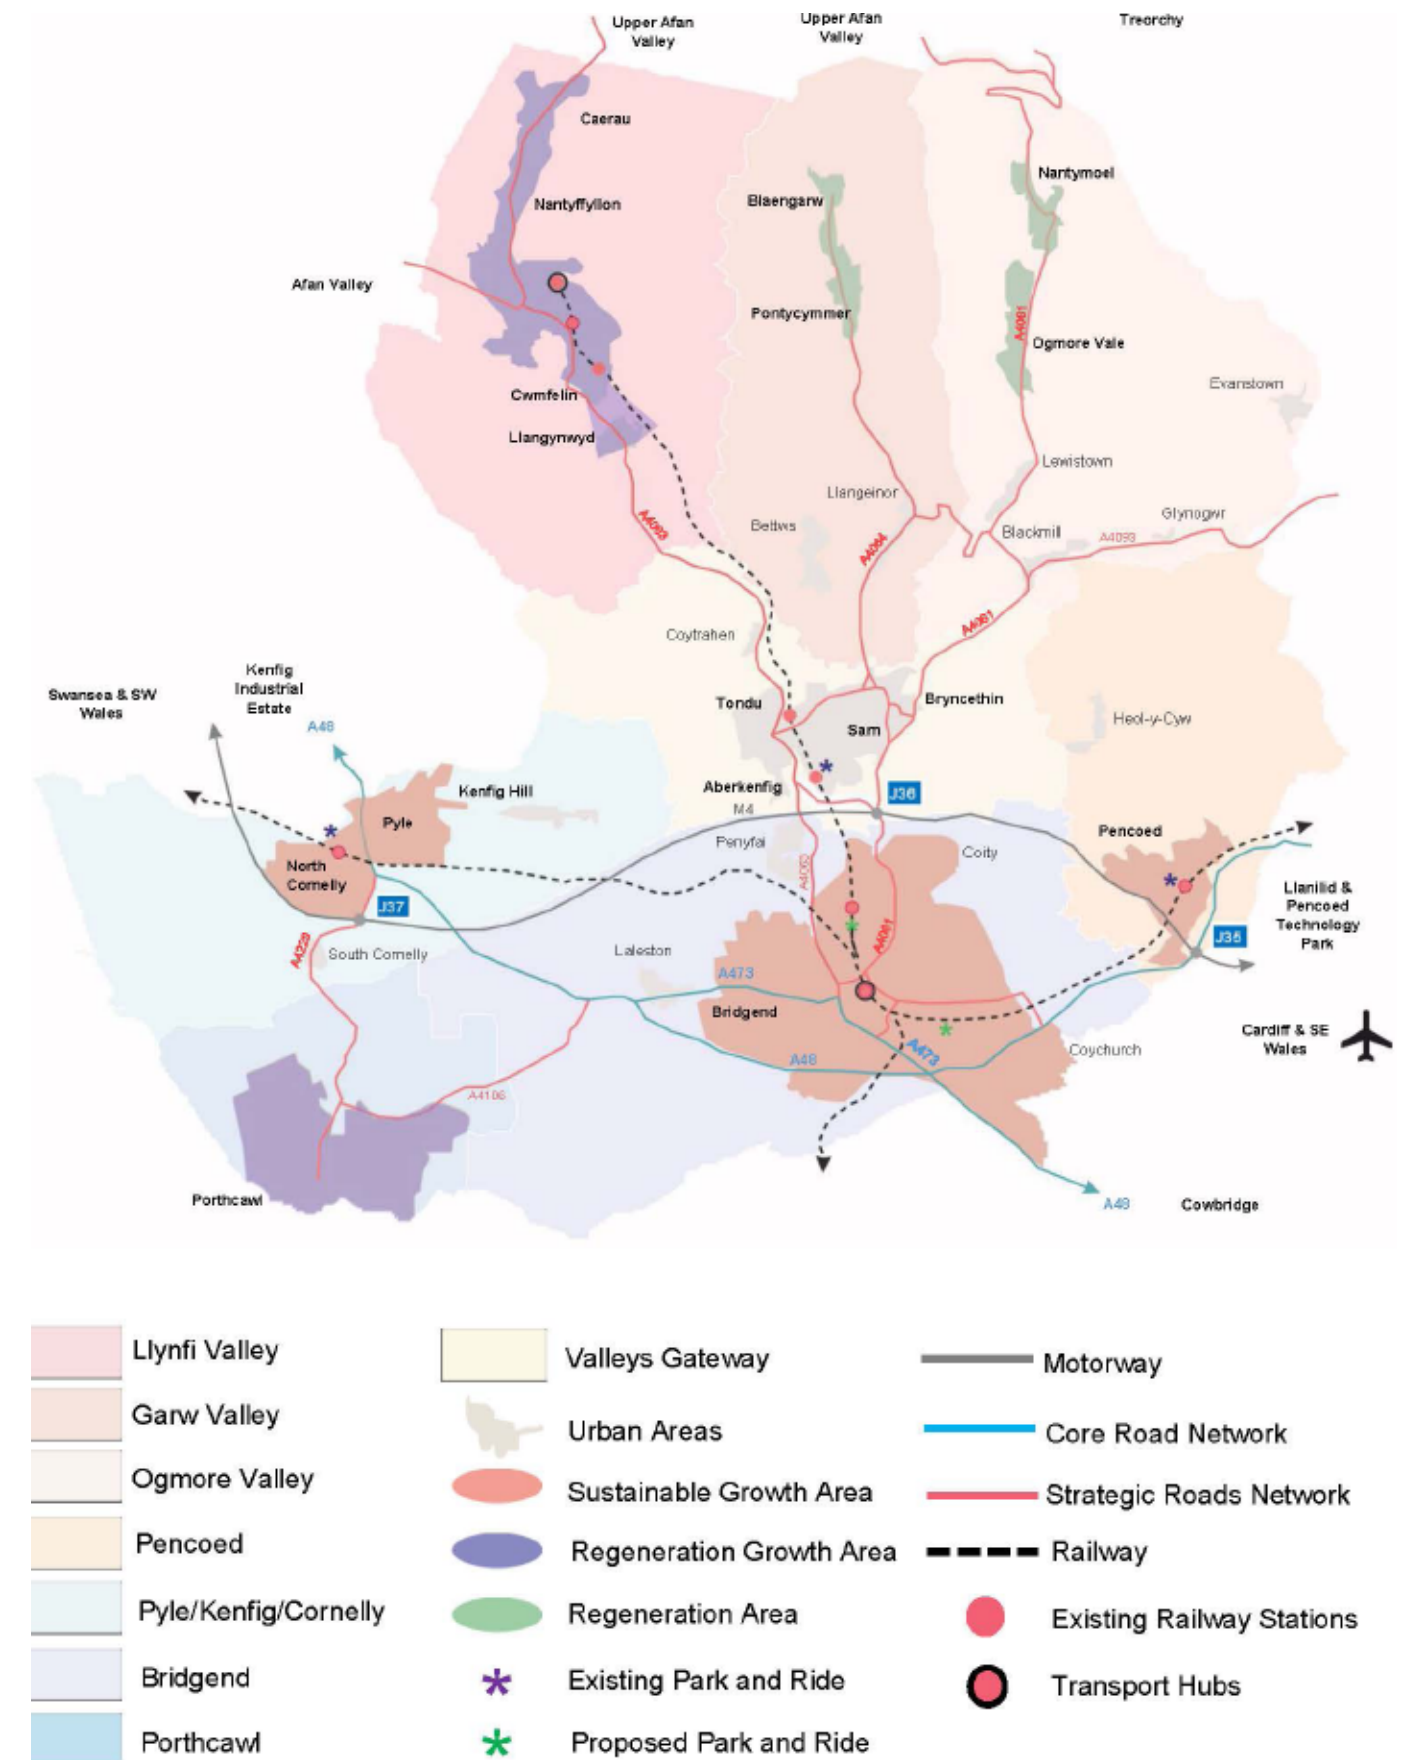 Upper Afan
Valley
Upper Afan
Valley
Treorchy
Caerau
Nantyffyllon
Blaengarw
Nantymoel
Afan Valley
Pontycymmer
A4061
Ogmore Vale
Evanstown
Cwmfelin
Llangynwyd
Lewistown
Llangeinor
Bettws
Glynogwr
Blackmill
A4093
A4063
A4064
A4061
Coytrahen
Kenfig
Industrial
Estate
Swansea & SW
Wales
A48
Tondu
Bryncethin
Sarn
Heol-y-Cyw
Aberkenfig
J36
M4
Kenfig Hill
Pyle
Penyfai
Coity
Pencoed
North
Cornelly
A4063
J37
Llanilid &
Pencoed
Technology
Park
J35
A4229
South Cornelly
Laleston
A4061
A473
Bridgend
Cardiff & SE
Wales
A473
Coychurch
A48
A4106
Porthcawl
A48
Cowbridge
Llynfi Valley
Garw Valley
Ogmore Valley
Pencoed
Pyle/Kenfig/Cornelly
Bridgend
Porthcawl
Valleys Gateway
Urban Areas
Sustainable Growth Area
Regeneration Growth Area
Regeneration Area
* Existing Park and Ride
* Proposed Park and Ride
Motorway
Core Road Network
Strategic Roads Network
Railway
Existing Railway Stations
Transport Hubs